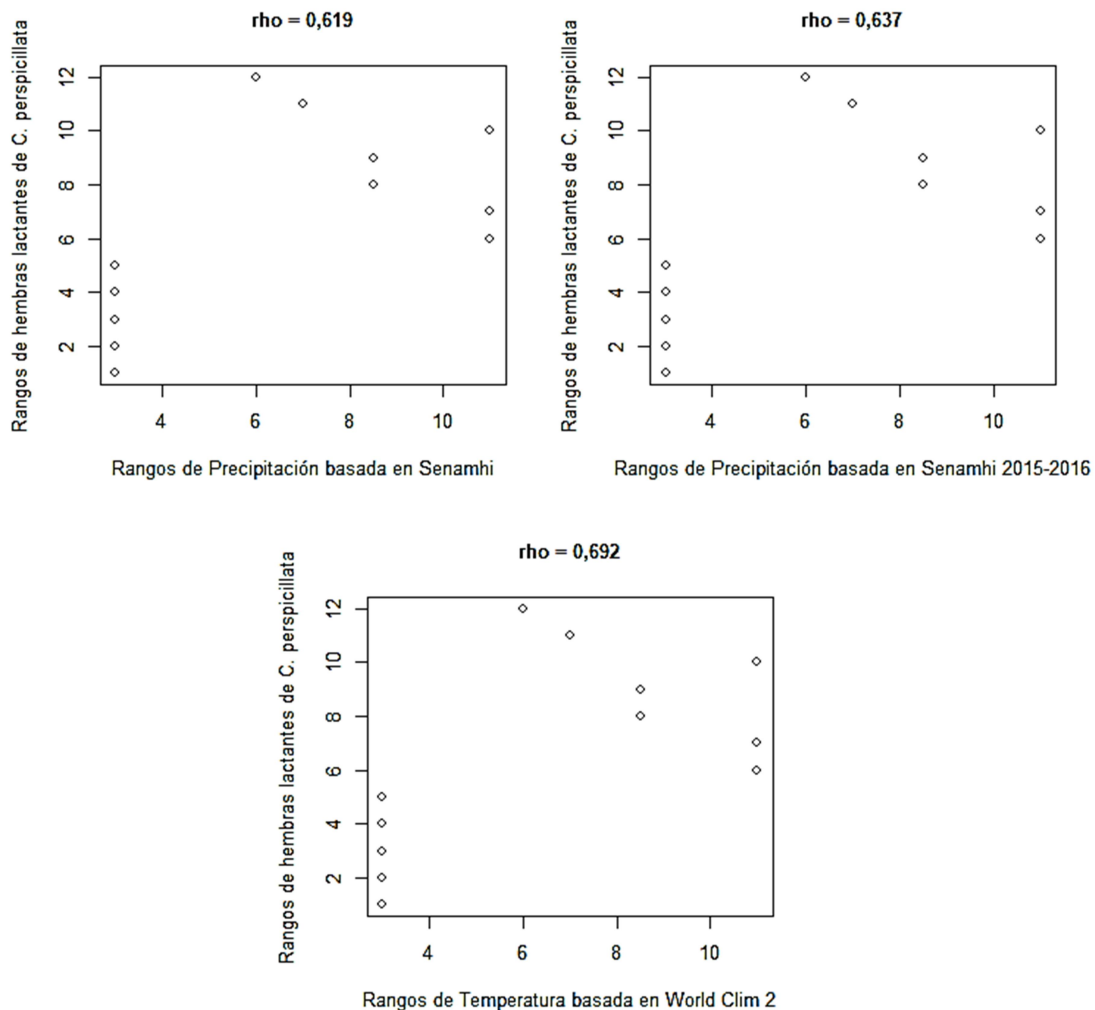 rho = 0,619
Rangos de hembras lactantes de C. perspicillata
12
10
8
6
4
2
4 6 8 10
Rangos de Precipitación basada en Senamhi
rho = 0,637
Rangos de hembras lactantes de C. perspicillata
12
10
8
6
4
2
4 6 8 10
Rangos de Precipitación basada en Senamhi 2015-2016
rho = 0,692
Rangos de hembras lactantes de C. perspicillata
12
10
8
6
4
2
4 6 8 10
Rangos de Temperatura basada en World Clim 2